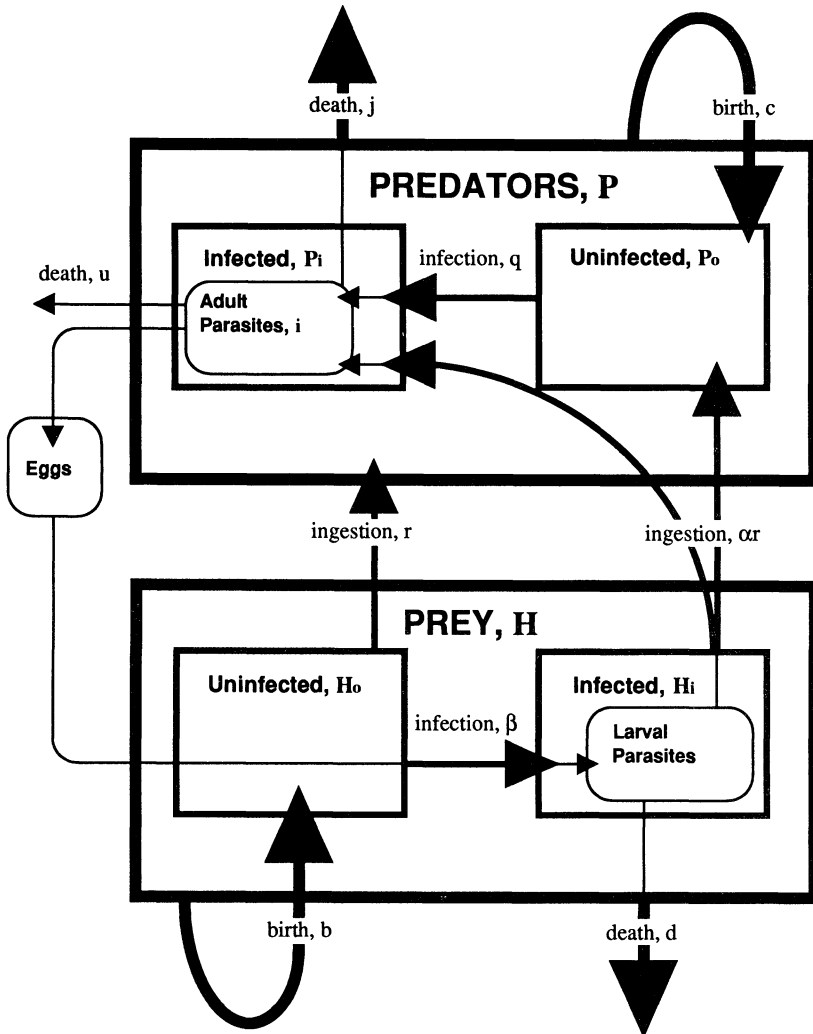 death, j
birth, c
PREDATORS, P
Infected, Pi
infection, q
Uninfected, Po
death, u
Adult
Parasites, i
Eggs
ingestion, r
ingestion, αr
PREY, H
Uninfected, Ho
Infected, Hi
infection, β
Larval
Parasites
birth, b
death, d